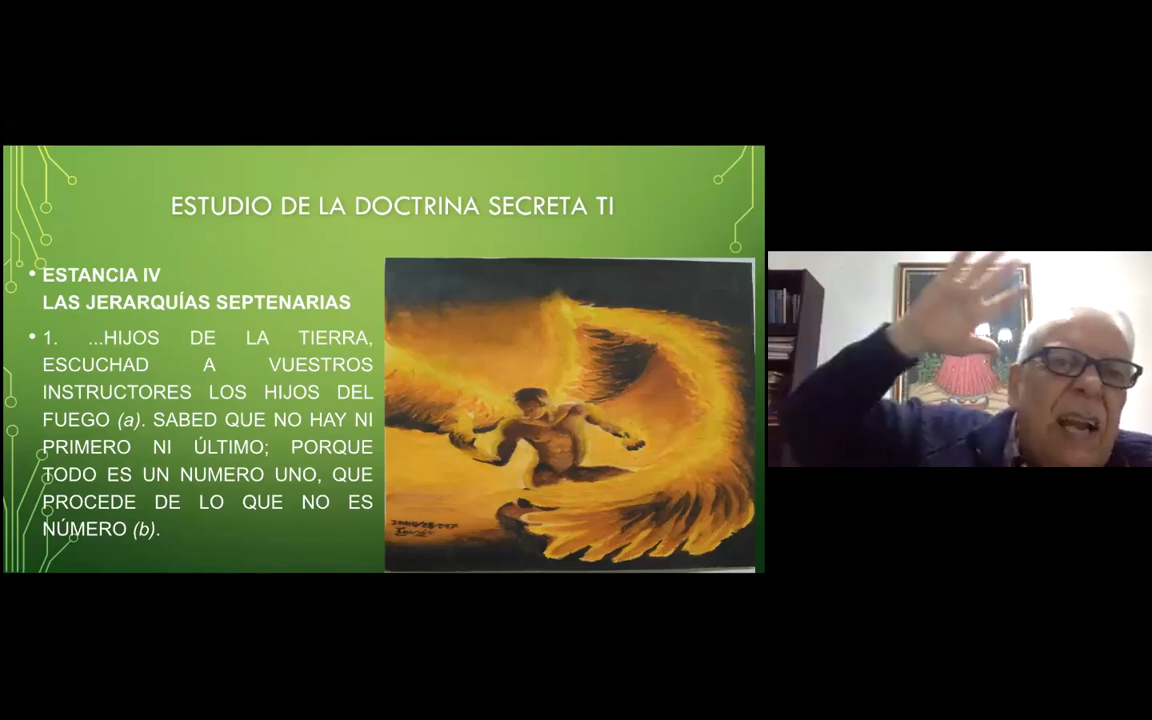 ESTUDIO DE LA DOCTRINA SECRETA TI
• ESTANCIA IV
LAS JERARQUÍAS SEPTENARIAS
• 1. ...HIJOS DE LA TIERRA,
ESCUCHAD A VUESTROS
INSTRUCTORES LOS HIJOS DEL
FUEGO (a). SABED QUE NO HAY NI
PRIMERO NI ÚLTIMO; PORQUE
TODO ES UN NUMERO UNO, QUE
PROCEDE DE LO QUE NO ES
NÚMERO (b).